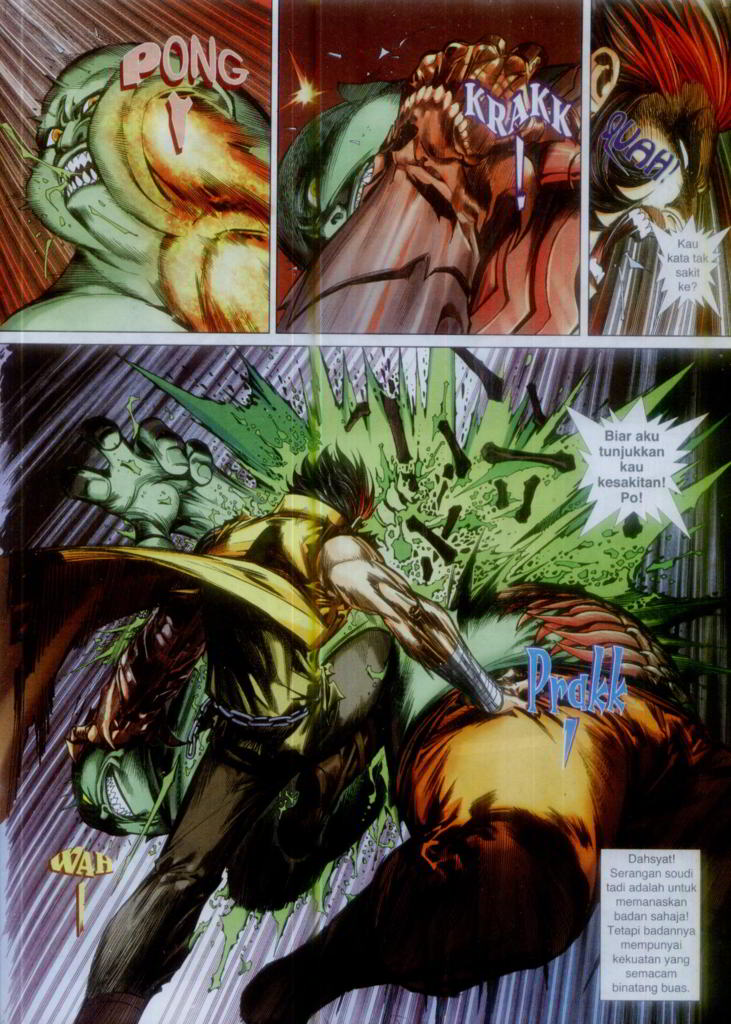 PONG
!
KRAKK
!
QUAH!
Kau
kata tak
sakit
ke?
Biar aku
tunjukkan
kau
kesakitan!
Po!
Prakk
!
WAH
!
Dahsyat!
Serangan soudi
tadi adalah untuk
memanaskan
badan sahaja!
Tetapi badannya
mempunyai
kekuatan yang
semacam
binatang buas.